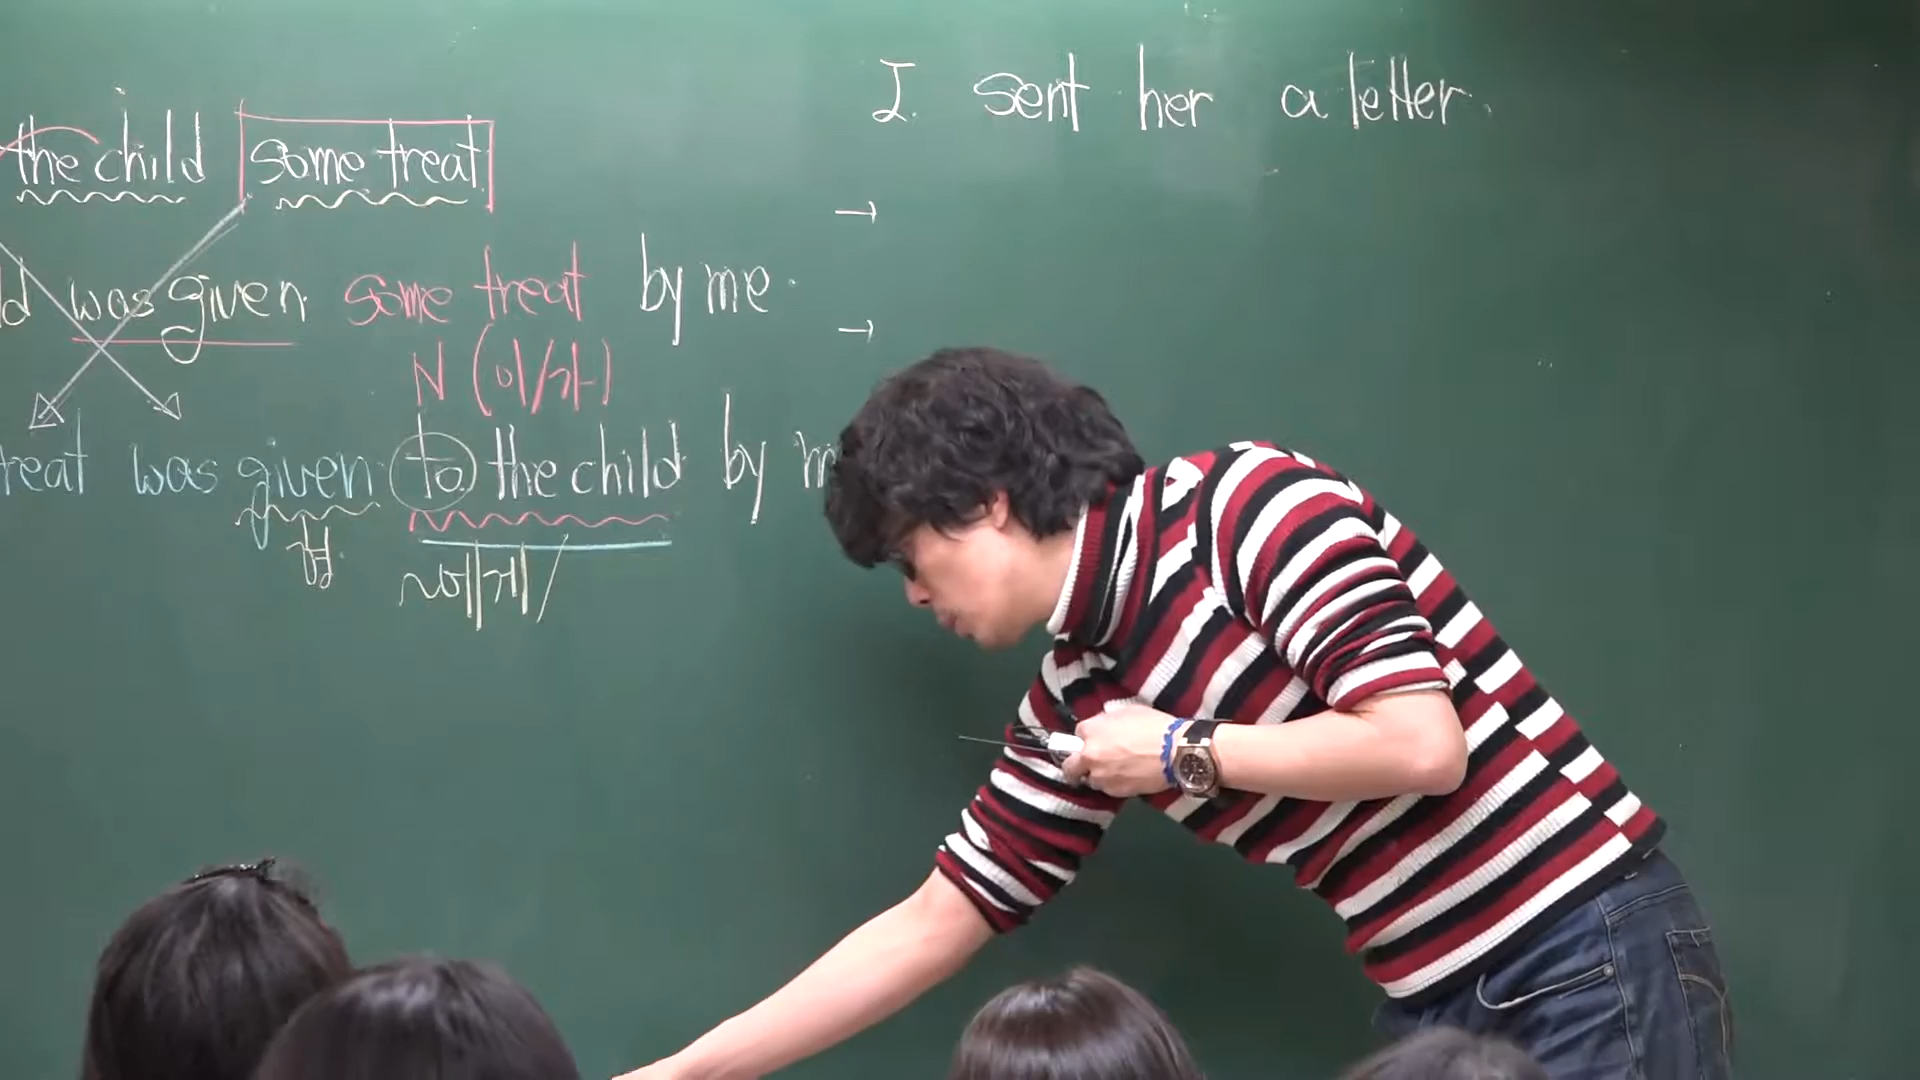 the child some treat
was given some treat by me.
N (이/가)
treat was given to the child by m
~에게
I sent her a letter.
→
→